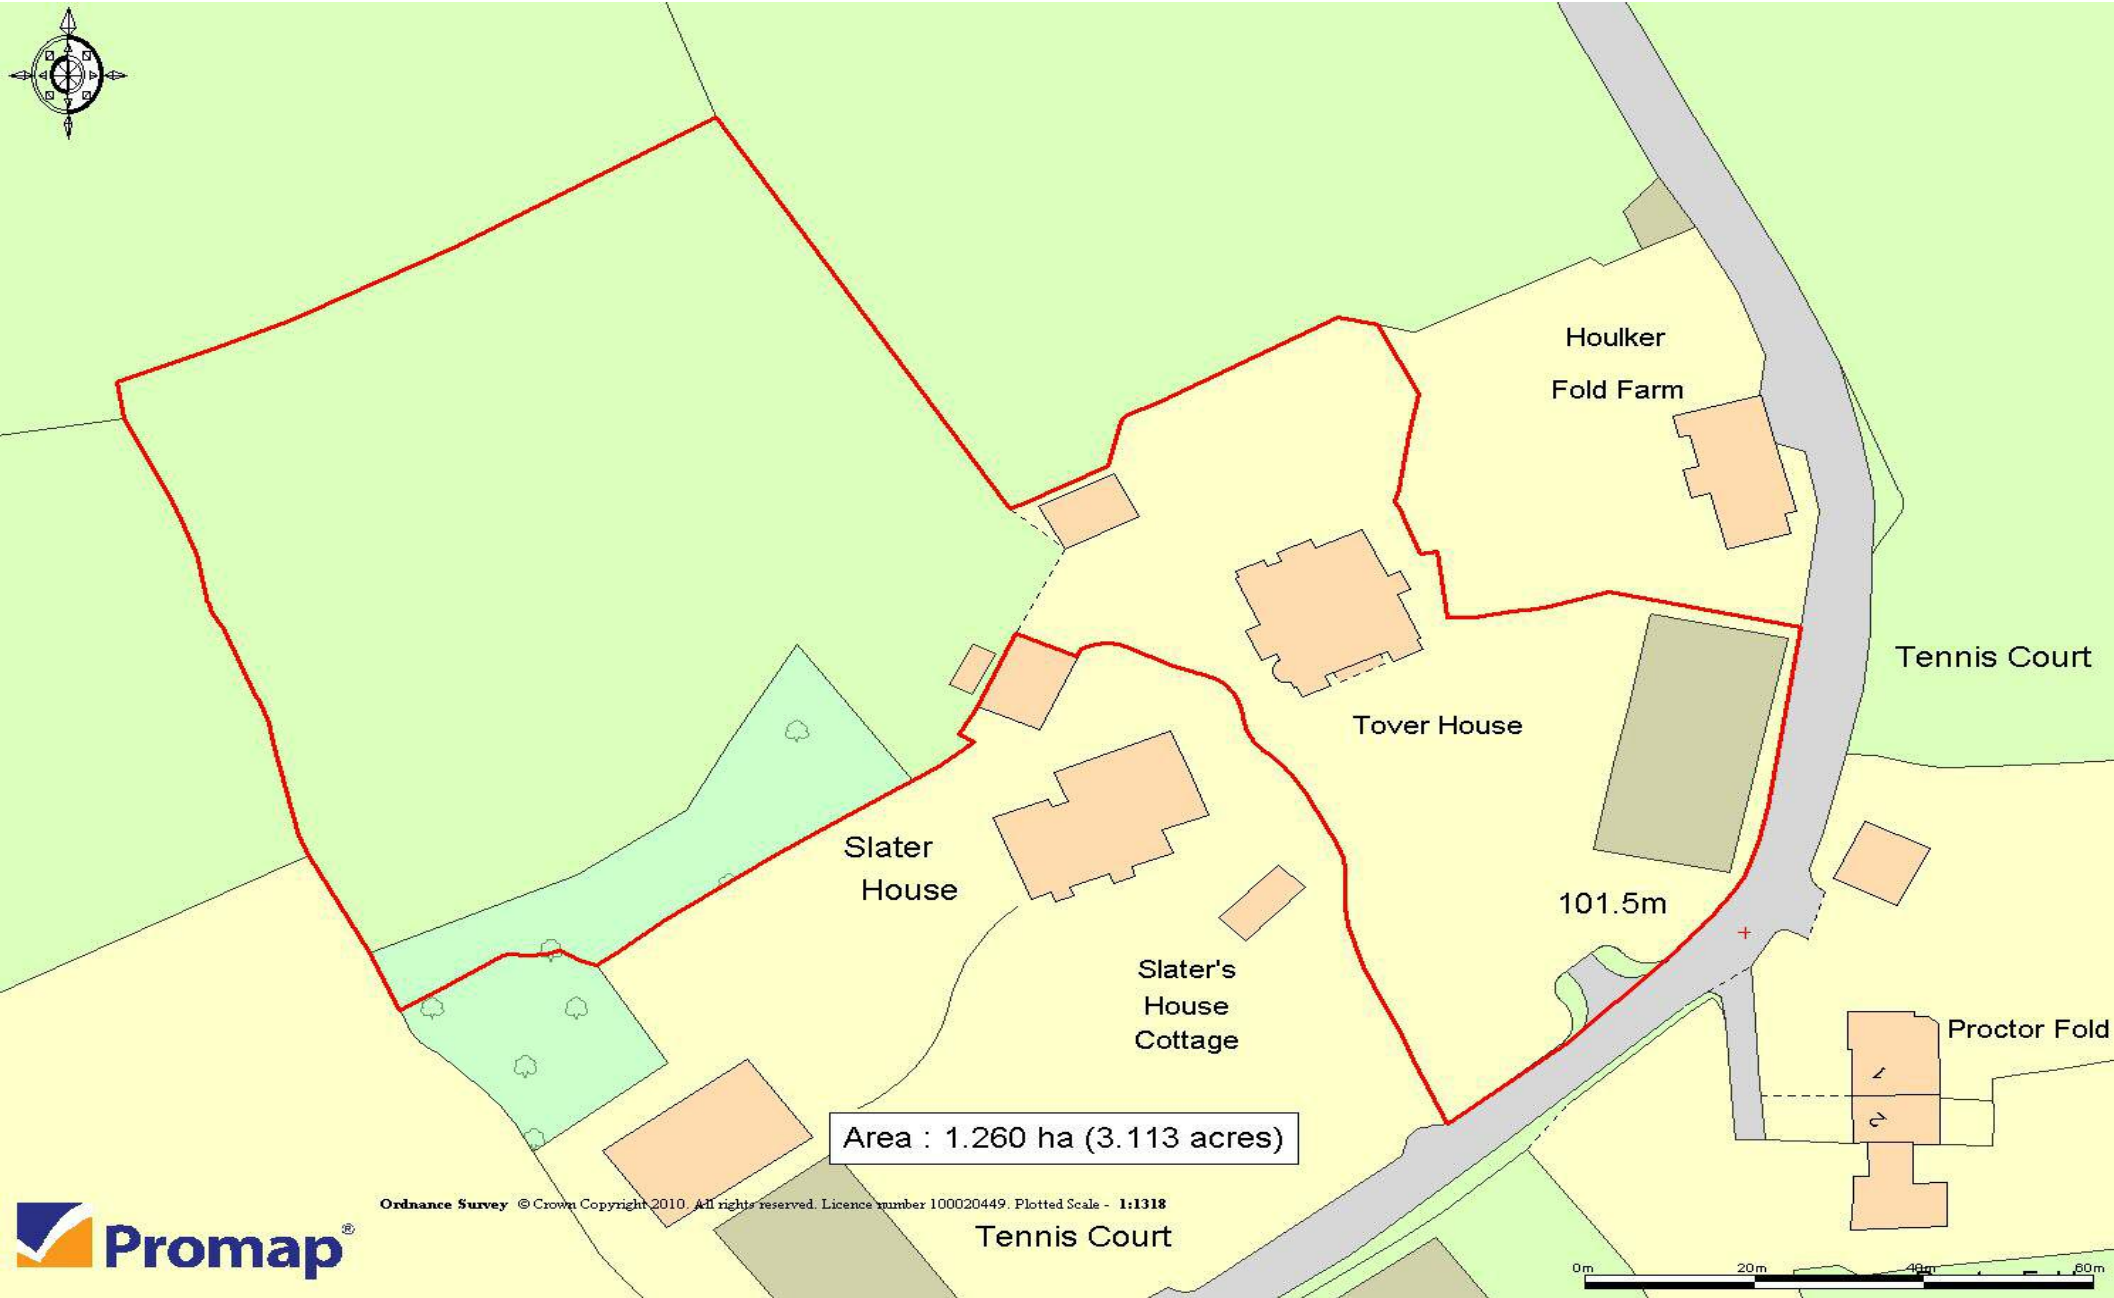 Houlker
Fold Farm
Tennis Court
Tover House
Slater
House
101.5m
Slater's
House
Cottage
Proctor Fold
1
2
Area : 1.260 ha (3.113 acres)
Ordnance Survey © Crown Copyright 2010. All rights reserved. Licence number 100020449. Plotted Scale - 1:1318
Promap®
Tennis Court
0m 20m 40m 60m